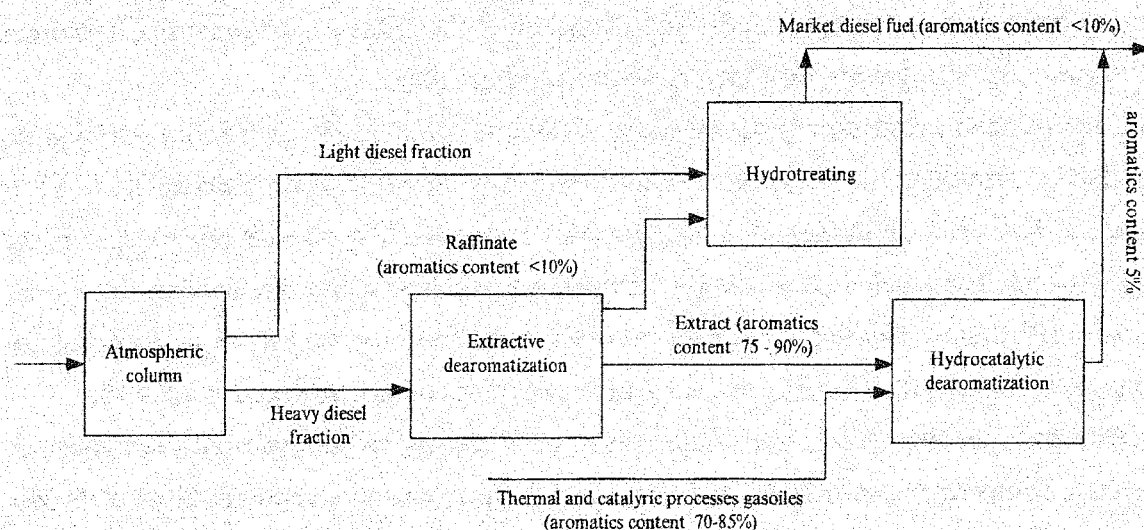 Market diesel fuel (aromatics content <10%)
aromatics content 5%
Light diesel fraction
Hydrotreating
Raffinate
(aromatics content <10%)
Atmospheric
column
Extractive
dearomatization
Extract (aromatics
content 75 - 90%)
Hydrocatalytic
dearomatization
Heavy diesel
fraction
Thermal and catalyric processes gasoiles
(aromatics content 70-85%)